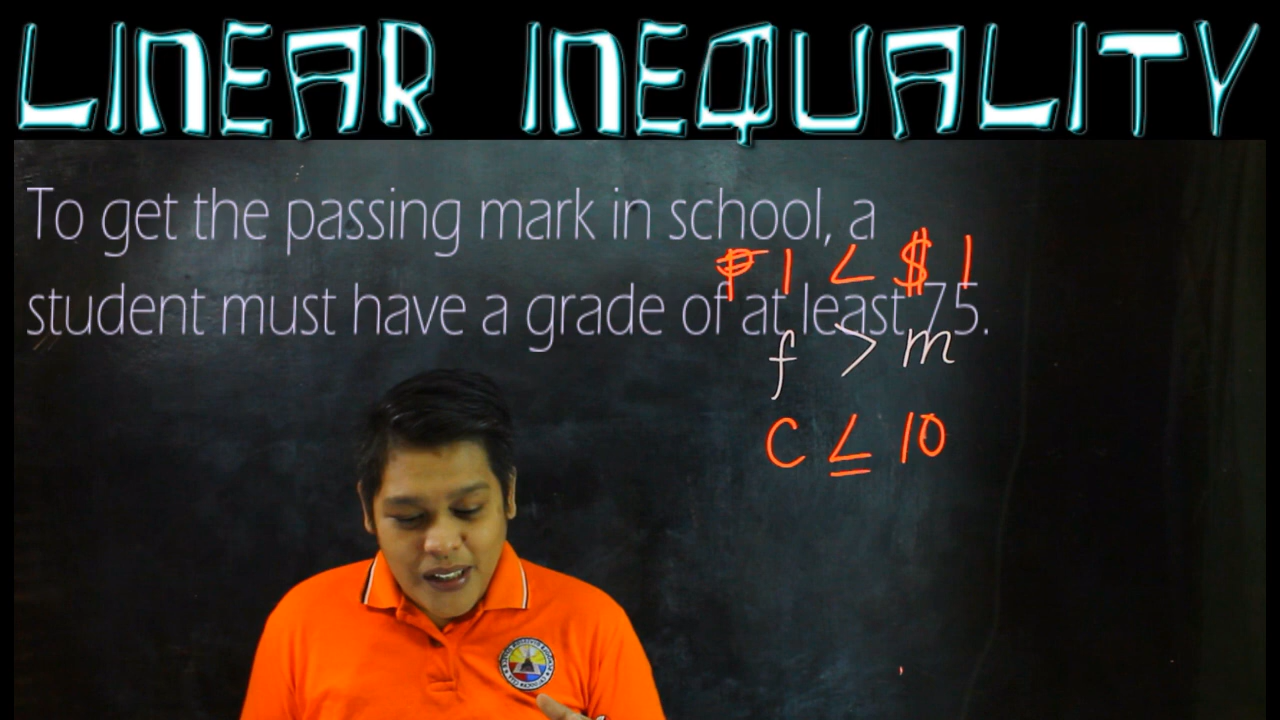 LINEAR INEQUALITY
To get the passing mark in school, a
student must have a grade of at least 75.
₱1 < $1
f > m
C ≤ 10